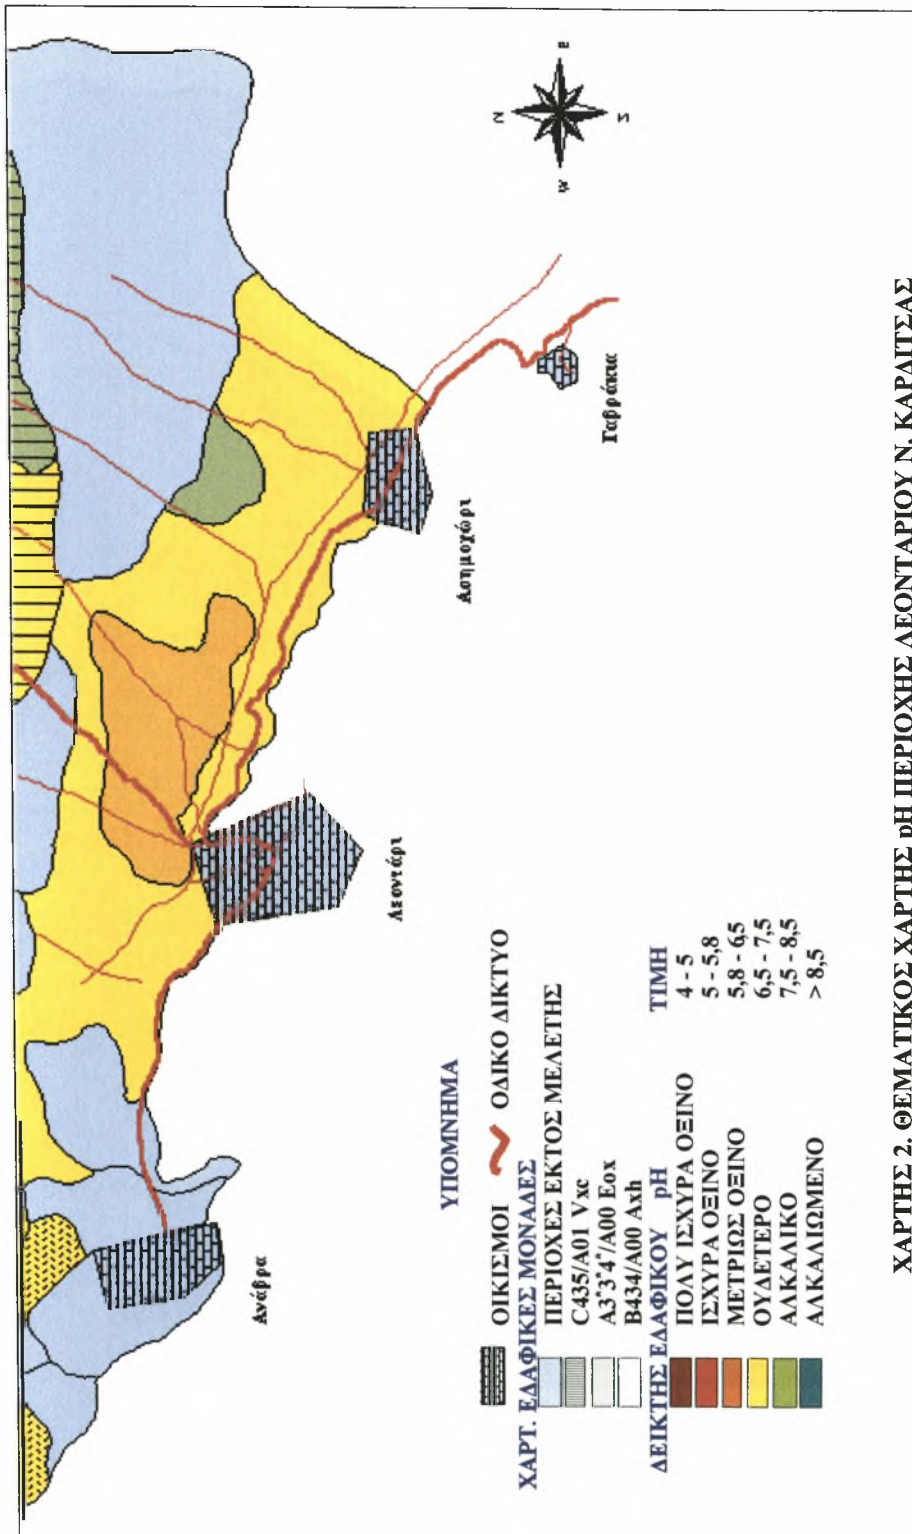 N
W
E
S
Ανάβρα
Λεοντάρι
Ασημοχώρι
Γαβράκια
ΥΠΟΜΝΗΜΑ
ΟΙΚΙΣΜΟΙ ΟΔΙΚΟ ΔΙΚΤΥΟ
ΧΑΡΤ. ΕΔΑΦΙΚΕΣ ΜΟΝΑΔΕΣ
ΠΕΡΙΟΧΕΣ ΕΚΤΟΣ ΜΕΛΕΤΗΣ
C435/A01 Vxc
A3'3*4*/A00 Eox
B434/A00 Axh
ΔΕΙΚΤΗΣ ΕΔΑΦΙΚΟΥ pH ΤΙΜΗ
ΠΟΛΥ ΙΣΧΥΡΑ ΟΞΙΝΟ 4 - 5
ΙΣΧΥΡΑ ΟΞΙΝΟ 5 - 5,8
ΜΕΤΡΙΩΣ ΟΞΙΝΟ 5,8 - 6,5
ΟΥΔΕΤΕΡΟ 6,5 - 7,5
ΑΛΚΑΛΙΚΟ 7,5 - 8,5
ΑΛΚΑΛΙΩΜΕΝΟ > 8,5
ΧΑΡΤΗΣ 2. ΘΕΜΑΤΙΚΟΣ ΧΑΡΤΗΣ pH ΠΕΡΙΟΧΗΣ ΛΕΟΝΤΑΡΙΟΥ Ν. ΚΑΡΔΙΤΣΑΣ